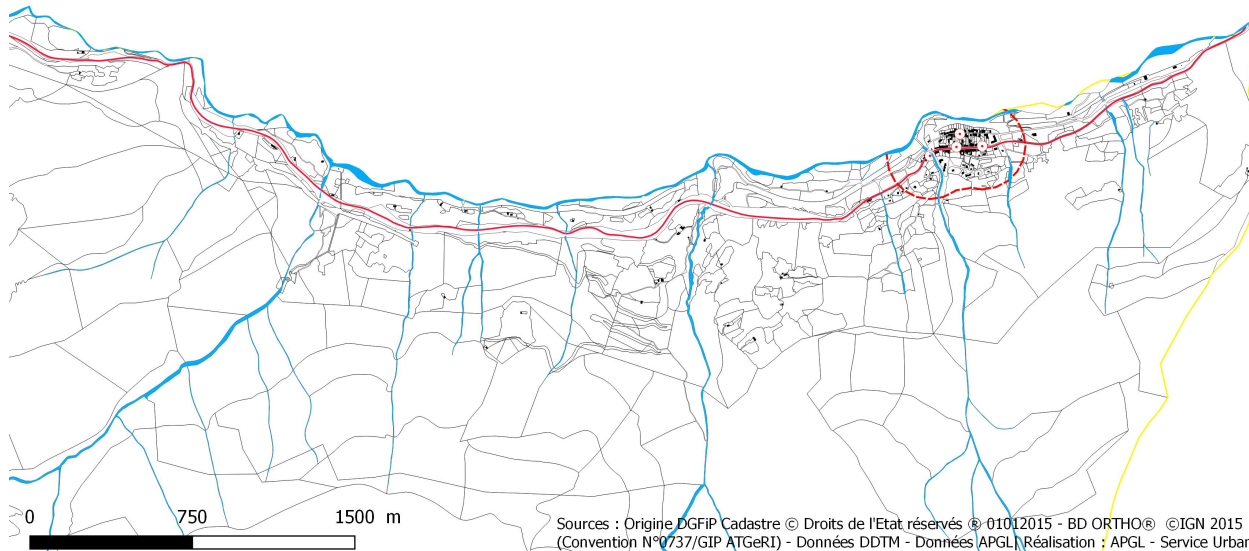 0 750 1500 m
Sources : Origine DGFiP Cadastre © Droits de l'Etat réservés ® 01012015 - BD ORTHO® ©IGN 2015
(Convention N°0737/GIP ATGeRI) - Données DDTM - Données APGL Réalisation : APGL - Service Urban